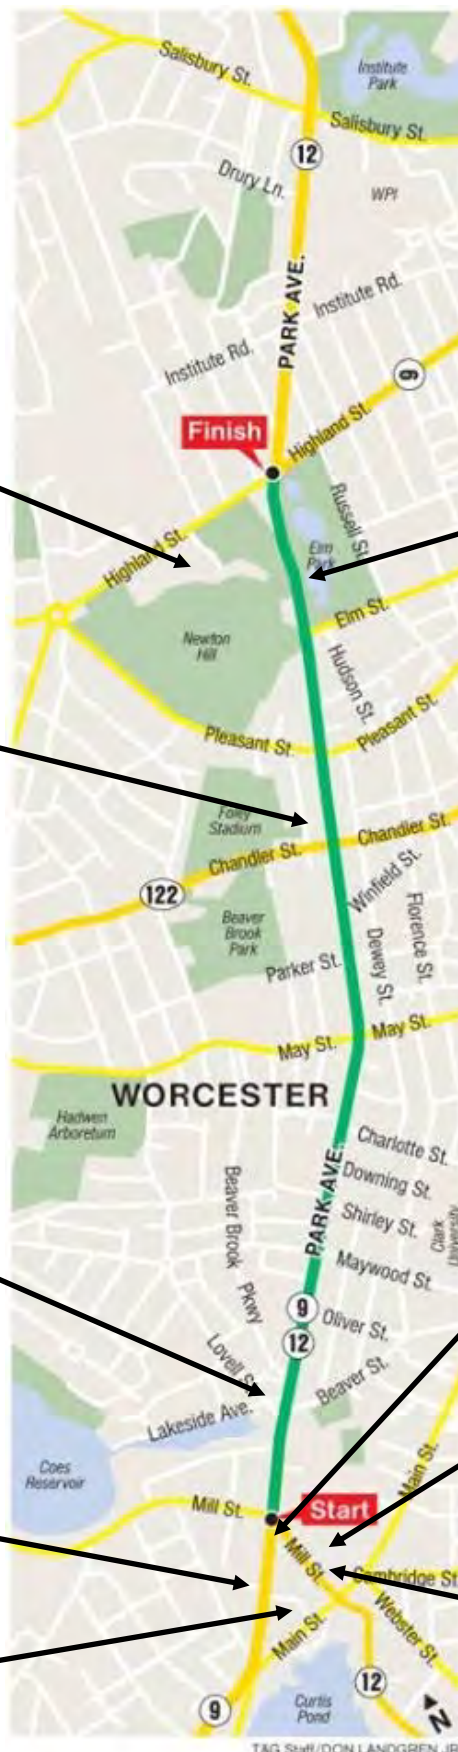 Salisbury St.
Institute
Park
Salisbury St.
12
Drury Ln.
WPI
PARK AVE.
Institute Rd.
Institute Rd.
9
Finish
Highland St.
Russell St.
Highland St.
Elm
Park
Elm St.
Newton
Hill
Hudson St.
Pleasant St.
Pleasant St.
Foley
Stadium
Chandler St.
Chandler St.
Winfield St.
122
Florence St.
Beaver
Brook
Park
Dewey St.
Parker St.
May St.
May St.
WORCESTER
Hadwen
Arboretum
Charlotte St.
PARK AVE.
Downing St.
Beaver Brook
Pkwy
Shirley St.
Clark
University
Maywood St.
9
12
Oliver St.
Lovell St.
Beaver St.
Lakeside Ave.
Main St.
Coes
Reservoir
Mill St.
Start
Mill St.
Cambridge St.
Webster St.
Main St.
12
Curtis
Pond
9
N
T&G Staff/DON LANDGREN JR.